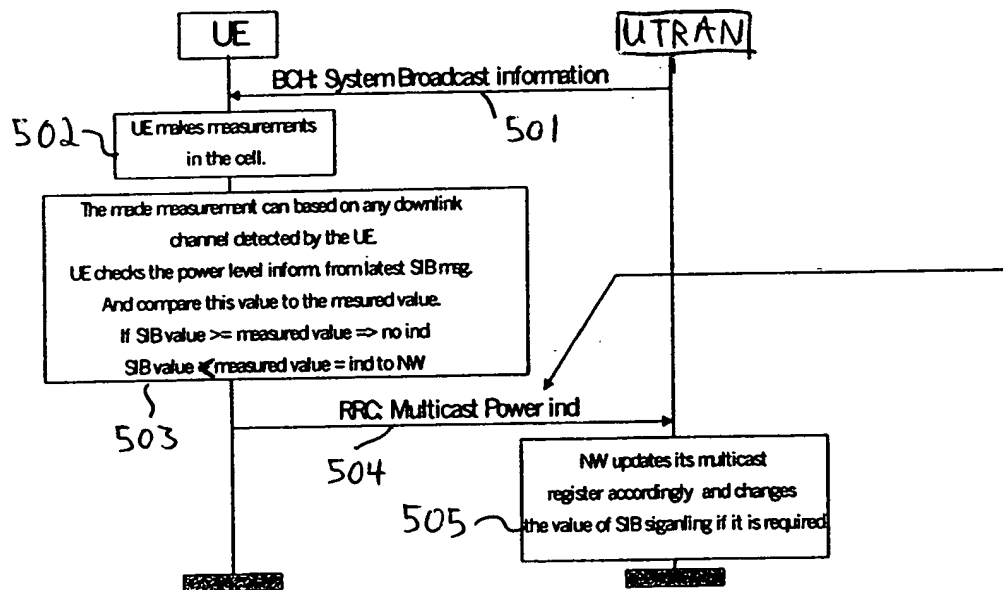 UE
UTRAN
BCH: System Broadcast information
501
502
UE makes measurements
in the cell.
The made measurement can based on any downlink
channel detected by the UE.
UE checks the power level inform. from latest SIB msg.
And compare this value to the mesured value.
If SIB value >= measured value => no ind
SIB value < measured value = ind to NW
503
RRC: Multicast Power ind
504
NW updates its multicast
register accordingly and changes
the value of SIB siganling if it is required.
505